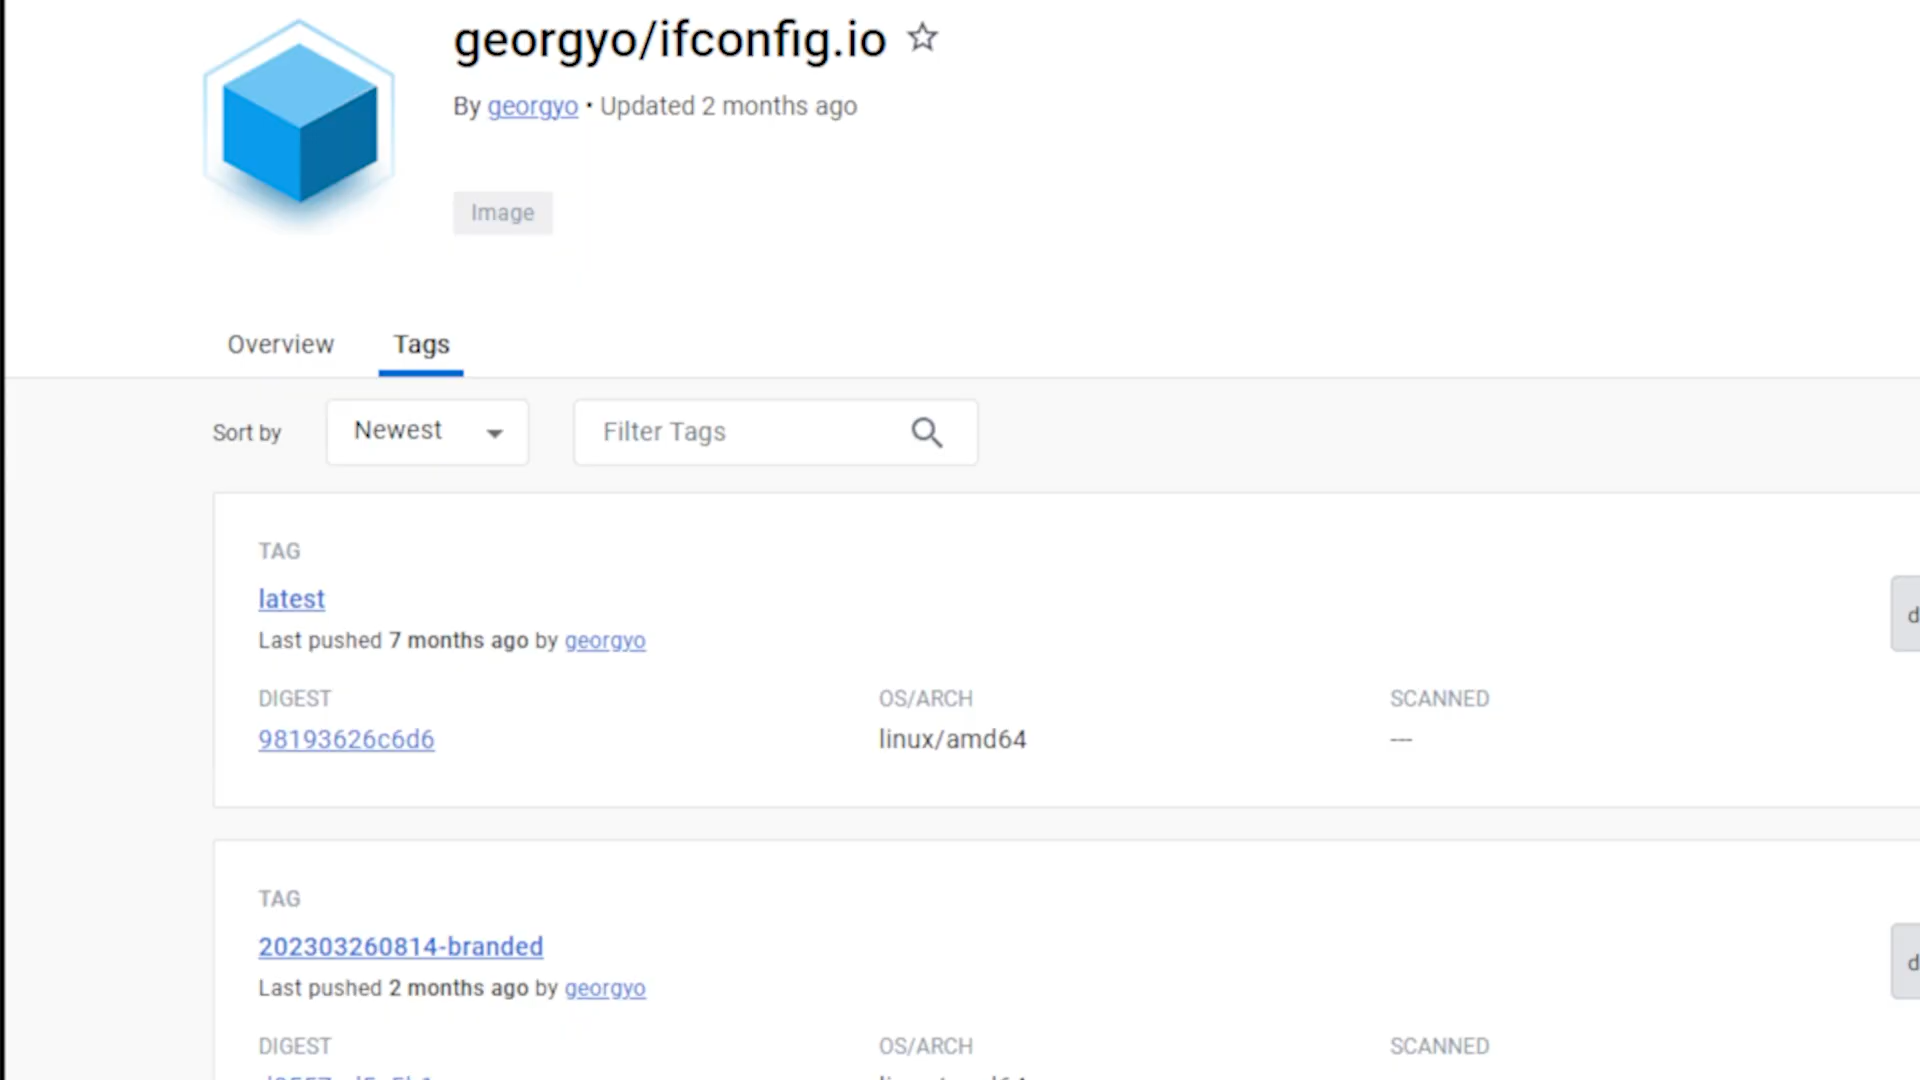 georgyo/ifconfig.io
By georgyo • Updated 2 months ago
Image
Overview Tags
Sort by Newest Filter Tags
TAG
latest
Last pushed 7 months ago by georgyo
DIGEST OS/ARCH SCANNED
98193626c6d6 linux/amd64 ---
TAG
202303260814-branded
Last pushed 2 months ago by georgyo
DIGEST OS/ARCH SCANNED